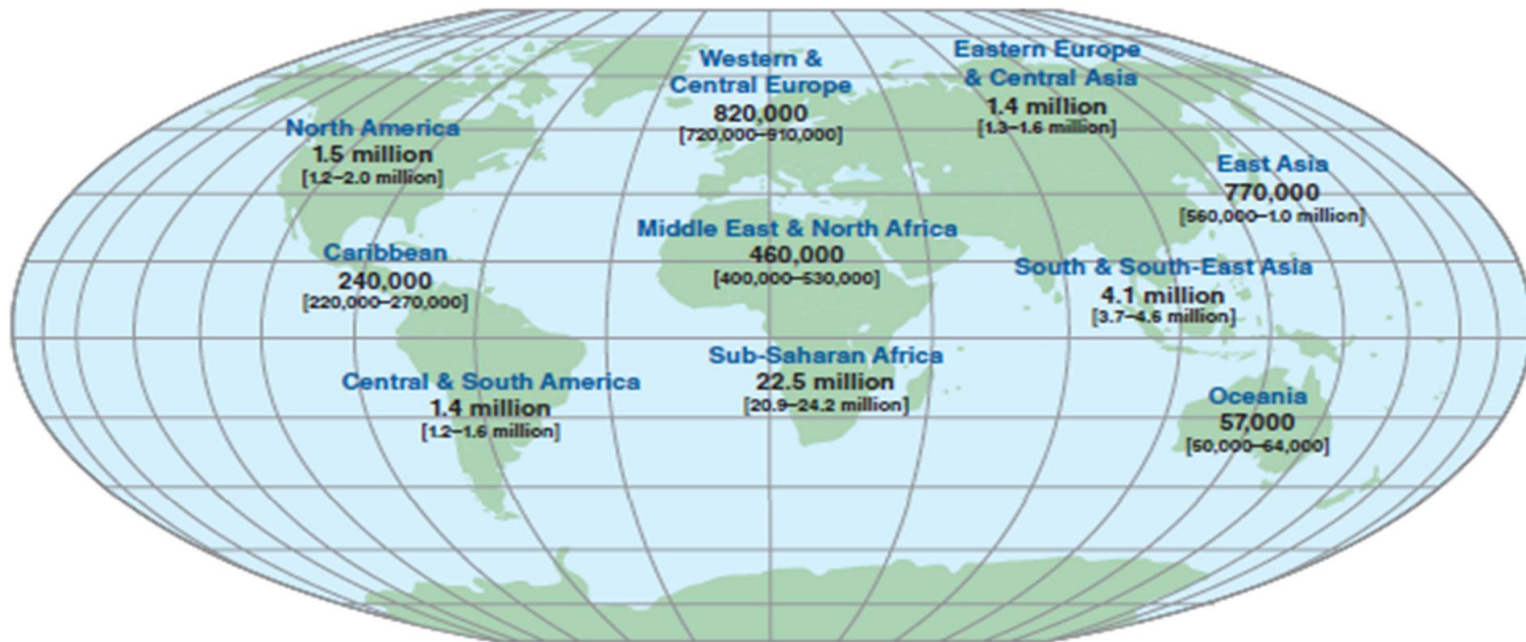 Western &
Central Europe
820,000
[720,000–910,000]
Eastern Europe
& Central Asia
1.4 million
[1.3–1.6 million]
North America
1.5 million
[1.2–2.0 million]
East Asia
770,000
[560,000–1.0 million]
Middle East & North Africa
460,000
[400,000–530,000]
Caribbean
240,000
[220,000–270,000]
South & South-East Asia
4.1 million
[3.7–4.6 million]
Sub-Saharan Africa
22.5 million
[20.9–24.2 million]
Central & South America
1.4 million
[1.2–1.6 million]
Oceania
57,000
[50,000–64,000]